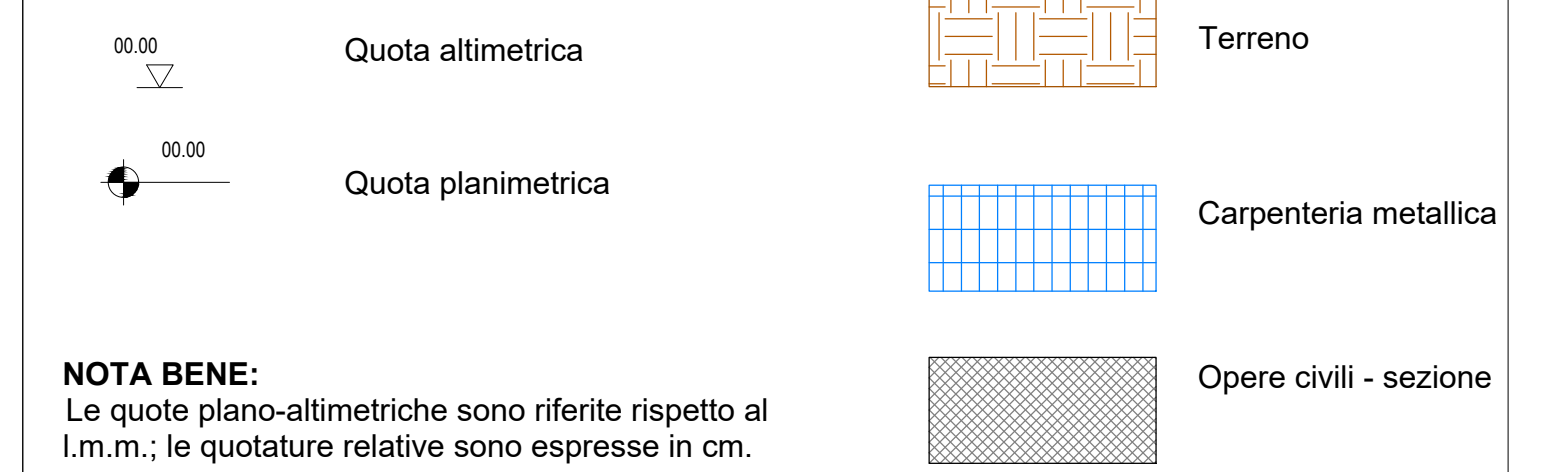 00.00
Quota altimetrica
00.00
Quota planimetrica
NOTA BENE:
Le quote plano-altimetriche sono riferite rispetto al
l.m.m.; le quotature relative sono espresse in cm.
Terreno
Carpenteria metallica
Opere civili - sezione